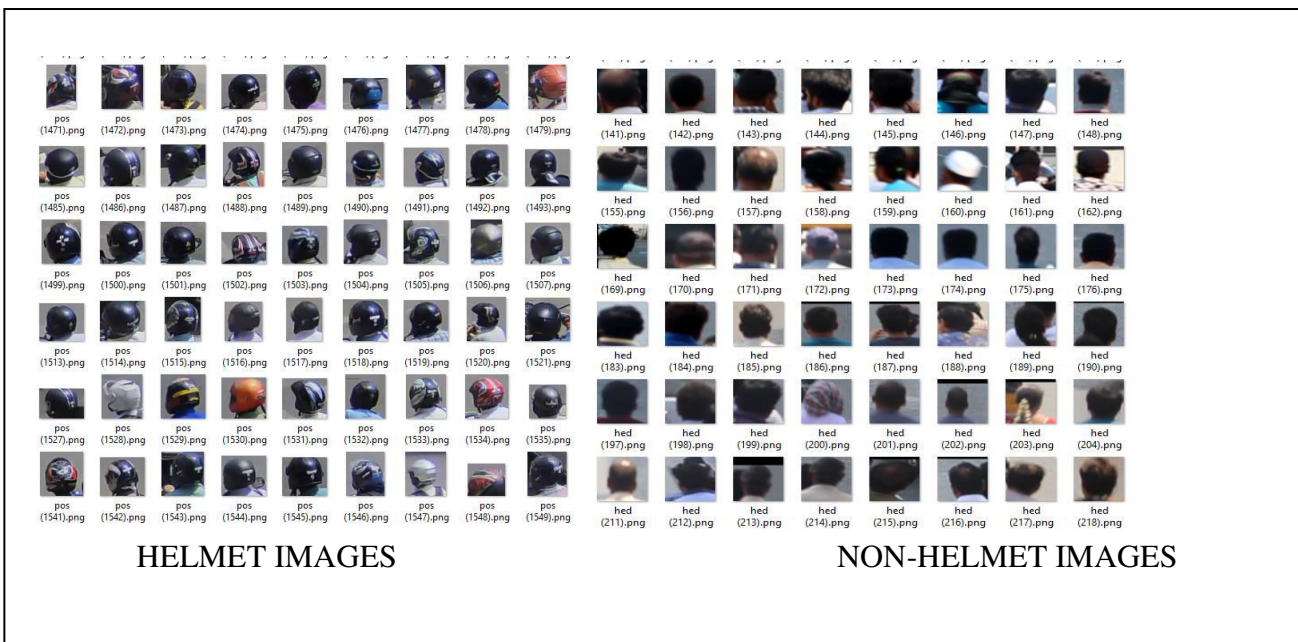 pos pos pos pos pos pos pos pos pos
(1471).png (1472).png (1473).png (1474).png (1475).png (1476).png (1477).png (1478).png (1479).png
pos pos pos pos pos pos pos pos pos
(1485).png (1486).png (1487).png (1488).png (1489).png (1490).png (1491).png (1492).png (1493).png
pos pos pos pos pos pos pos pos pos
(1499).png (1500).png (1501).png (1502).png (1503).png (1504).png (1505).png (1506).png (1507).png
pos pos pos pos pos pos pos pos pos
(1513).png (1514).png (1515).png (1516).png (1517).png (1518).png (1519).png (1520).png (1521).png
pos pos pos pos pos pos pos pos pos
(1527).png (1528).png (1529).png (1530).png (1531).png (1532).png (1533).png (1534).png (1535).png
pos pos pos pos pos pos pos pos pos
(1541).png (1542).png (1543).png (1544).png (1545).png (1546).png (1547).png (1548).png (1549).png
HELMET IMAGES
hed hed hed hed hed hed hed hed
(141).png (142).png (143).png (144).png (145).png (146).png (147).png (148).png
hed hed hed hed hed hed hed hed
(155).png (156).png (157).png (158).png (159).png (160).png (161).png (162).png
hed hed hed hed hed hed hed hed
(169).png (170).png (171).png (172).png (173).png (174).png (175).png (176).png
hed hed hed hed hed hed hed hed
(183).png (184).png (185).png (186).png (187).png (188).png (189).png (190).png
hed hed hed hed hed hed hed hed
(197).png (198).png (199).png (200).png (201).png (202).png (203).png (204).png
hed hed hed hed hed hed hed hed
(211).png (212).png (213).png (214).png (215).png (216).png (217).png (218).png
NON-HELMET IMAGES